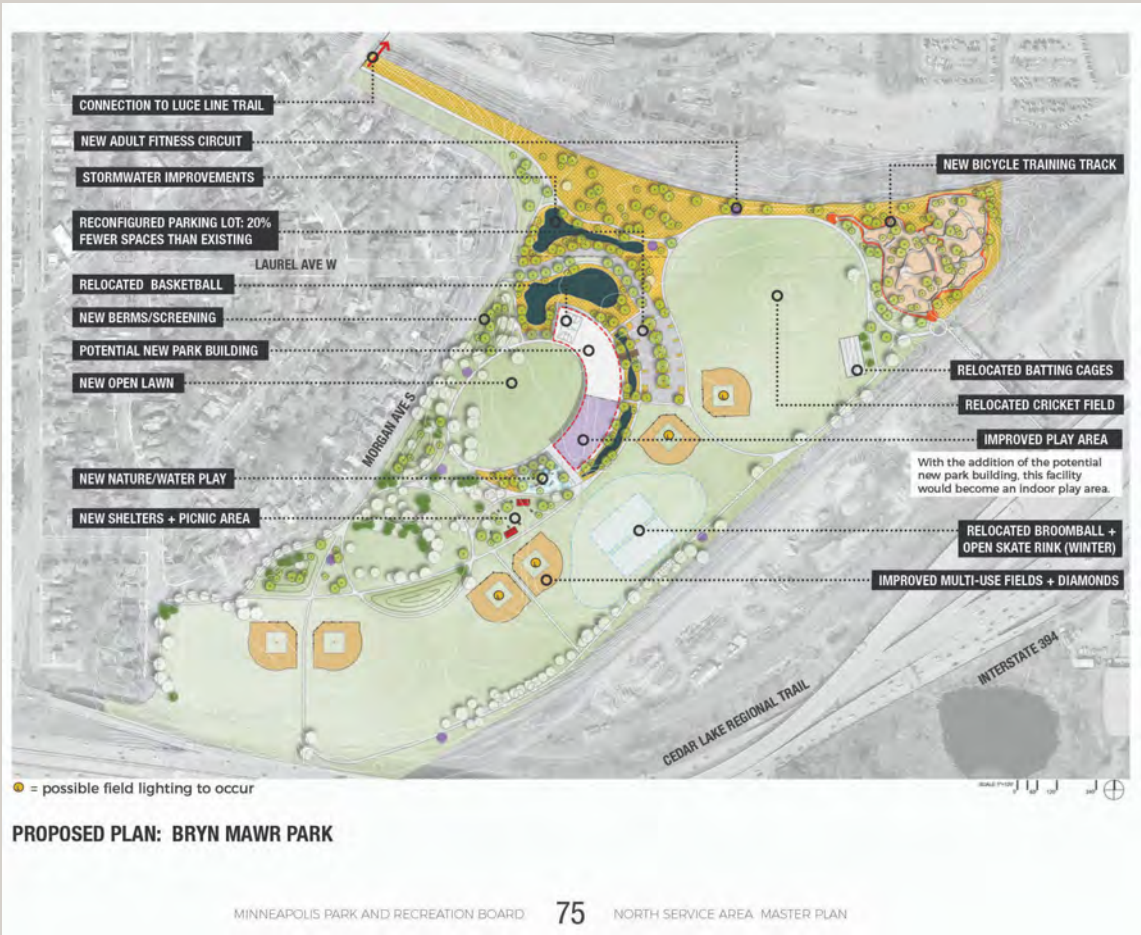 CONNECTION TO LUCE LINE TRAIL
NEW ADULT FITNESS CIRCUIT
STORMWATER IMPROVEMENTS
RECONFIGURED PARKING LOT: 20%
FEWER SPACES THAN EXISTING
LAUREL AVE W
RELOCATED BASKETBALL
NEW BERMS/SCREENING
POTENTIAL NEW PARK BUILDING
NEW OPEN LAWN
MORGAN AVE S
NEW NATURE/WATER PLAY
NEW SHELTERS + PICNIC AREA
NEW BICYCLE TRAINING TRACK
RELOCATED BATTING CAGES
RELOCATED CRICKET FIELD
IMPROVED PLAY AREA
With the addition of the potential
new park building, this facility
would become an indoor play area.
RELOCATED BROOMBALL +
OPEN SKATE RINK (WINTER)
IMPROVED MULTI-USE FIELDS + DIAMONDS
INTERSTATE 394
CEDAR LAKE REGIONAL TRAIL
= possible field lighting to occur
PROPOSED PLAN: BRYN MAWR PARK
MINNEAPOLIS PARK AND RECREATION BOARD 75 NORTH SERVICE AREA MASTER PLAN